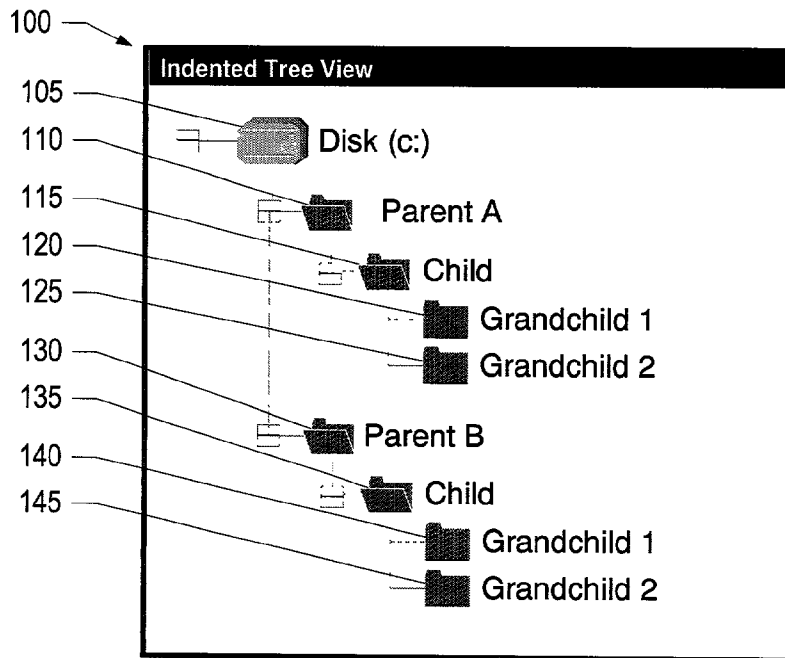 100
Indented Tree View
105
Disk (c:)
110
Parent A
115
Child
120
Grandchild 1
125
Grandchild 2
130
Parent B
135
Child
140
Grandchild 1
145
Grandchild 2